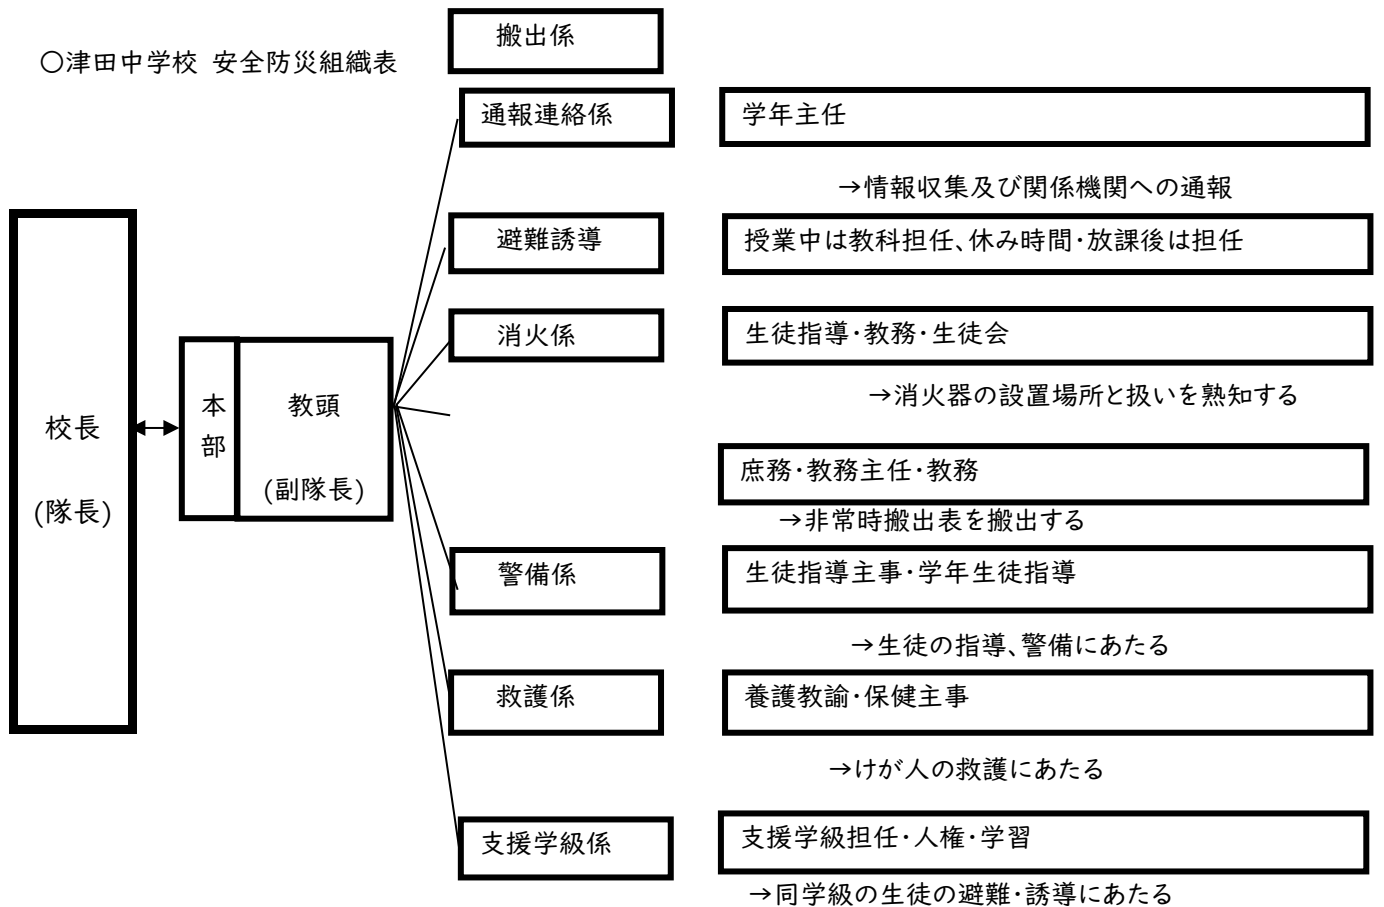 搬出係
〇津田中学校 安全防災組織表
通報連絡係
学年主任
→情報収集及び関係機関への通報
避難誘導
授業中は教科担任、休み時間・放課後は担任
消火係
生徒指導・教務・生徒会
→消火器の設置場所と扱いを熟知する
校長
(隊長)
本
部
教頭
(副隊長)
庶務・教務主任・教務
→非常時搬出表を搬出する
警備係
生徒指導主事・学年生徒指導
→生徒の指導、警備にあたる
救護係
養護教諭・保健主事
→けが人の救護にあたる
支援学級係
支援学級担任・人権・学習
→同学級の生徒の避難・誘導にあたる